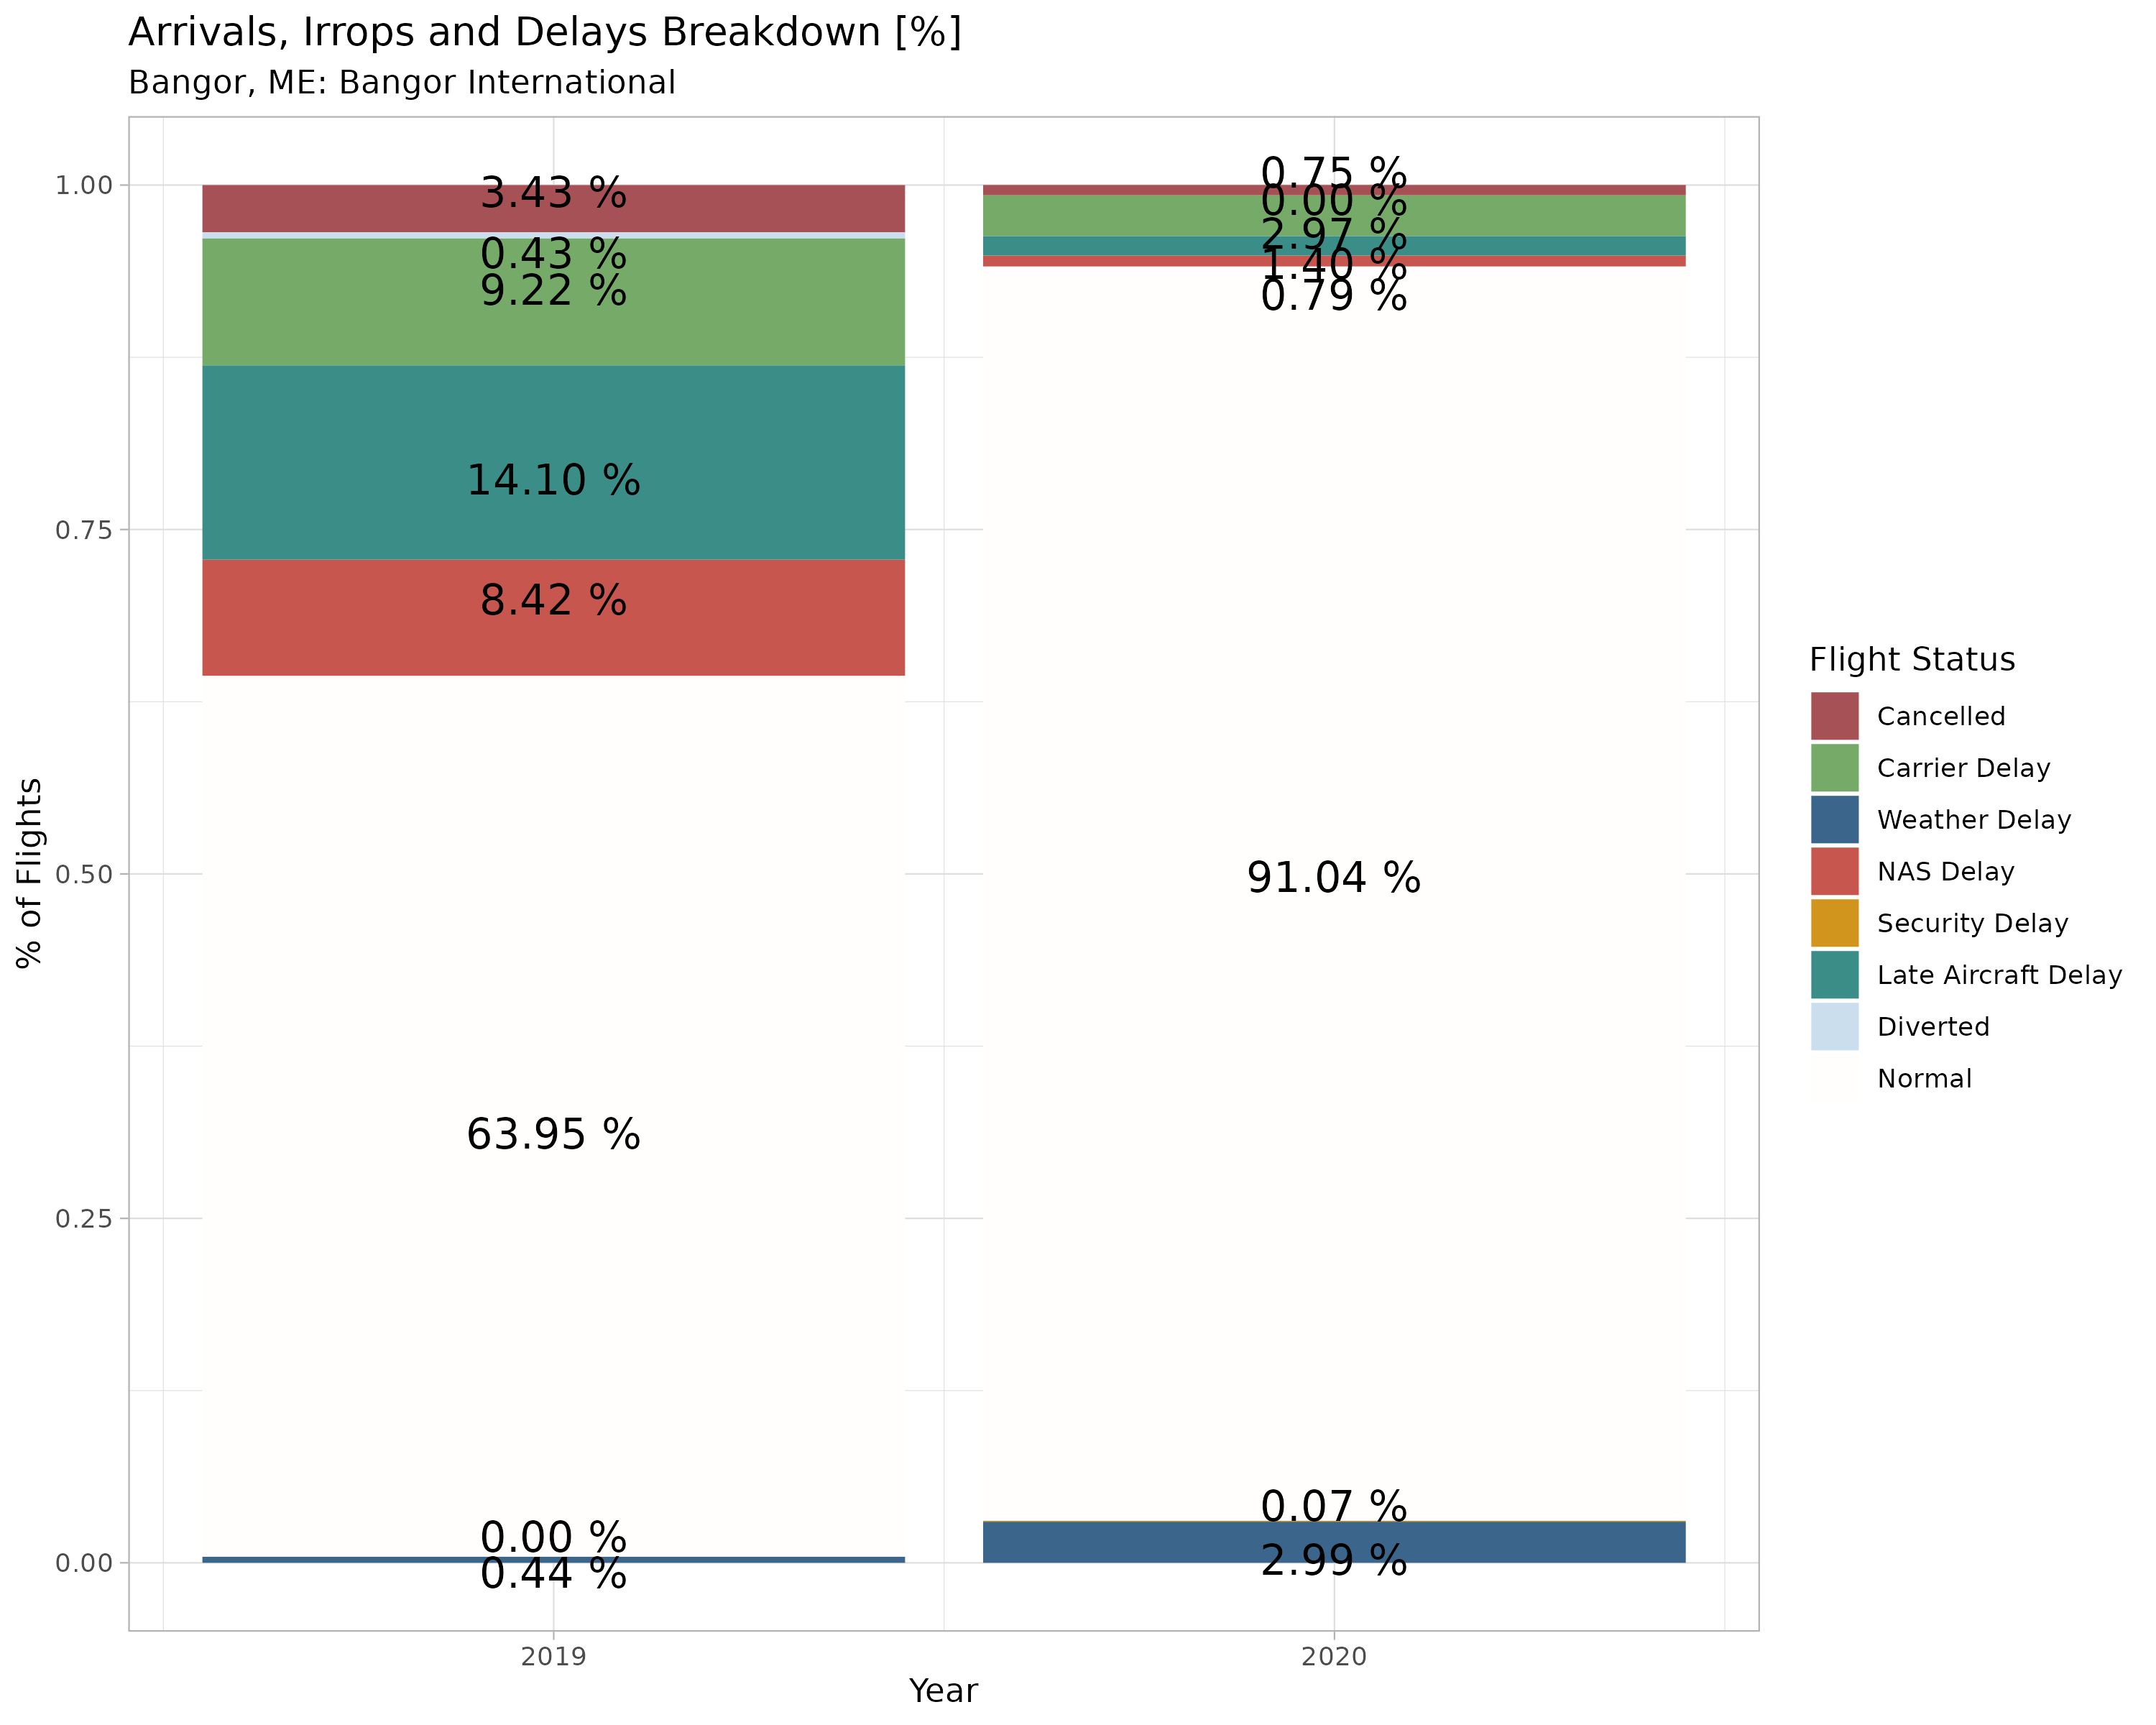 Arrivals, Irrops and Delays Breakdown [%]
Bangor, ME: Bangor International
% of Flights
1.00
0.75
0.50
0.25
0.00
3.43 %
0.43 %
9.22 %
14.10 %
8.42 %
63.95 %
0.00 %
0.44 %
0.75 %
0.00 %
2.97 %
1.40 %
0.79 %
91.04 %
0.07 %
2.99 %
2019
2020
Year
Flight Status
Cancelled
Carrier Delay
Weather Delay
NAS Delay
Security Delay
Late Aircraft Delay
Diverted
Normal